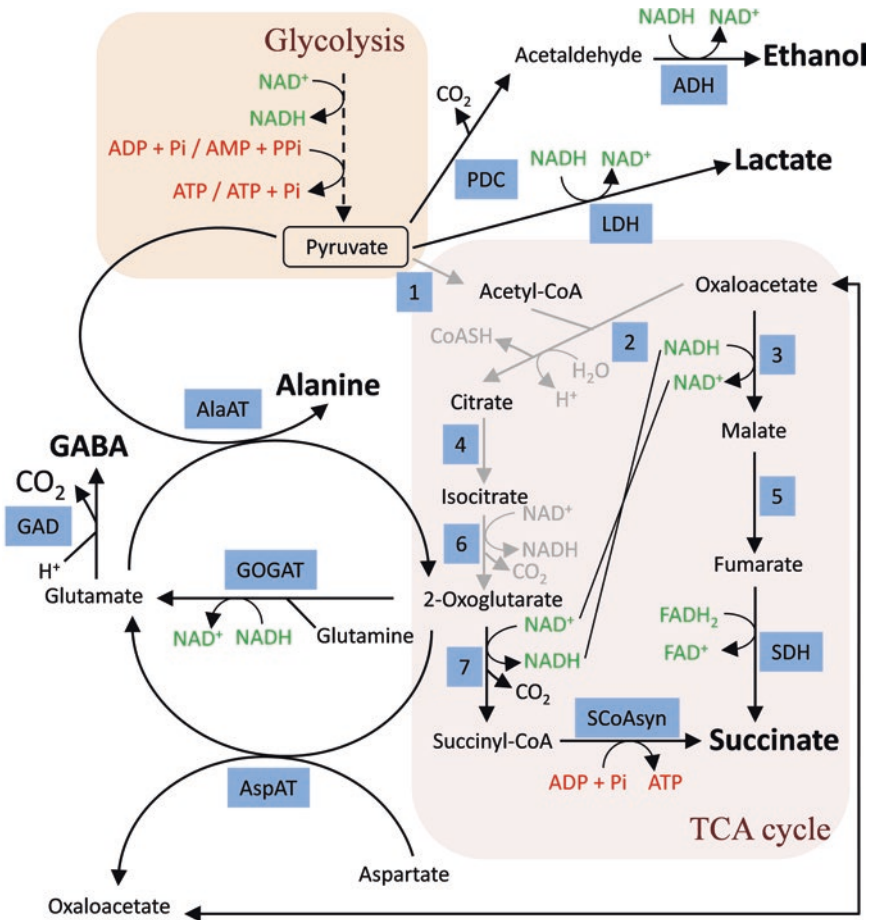 Glycolysis
NAD⁺
NADH
ADP + Pi / AMP + PPi
ATP / ATP + Pi
Pyruvate
CO₂
PDC
Acetaldehyde
NADH
NAD⁺
ADH
Ethanol
NADH
NAD⁺
LDH
Lactate
1
Acetyl-CoA
Oxaloacetate
CoASH
2
H₂O
H⁺
NADH
NAD⁺
3
Citrate
Malate
4
5
Isocitrate
NAD⁺
6
NADH
CO₂
Fumarate
2-Oxoglutarate
NAD⁺
NADH
7
CO₂
FADH₂
FAD⁺
SDH
Succinyl-CoA
SCoAsyn
ADP + Pi
ATP
Succinate
TCA cycle
Alanine
AlaAT
GABA
CO₂
GAD
H⁺
Glutamate
GOGAT
NAD⁺
NADH
Glutamine
AspAT
Aspartate
Oxaloacetate